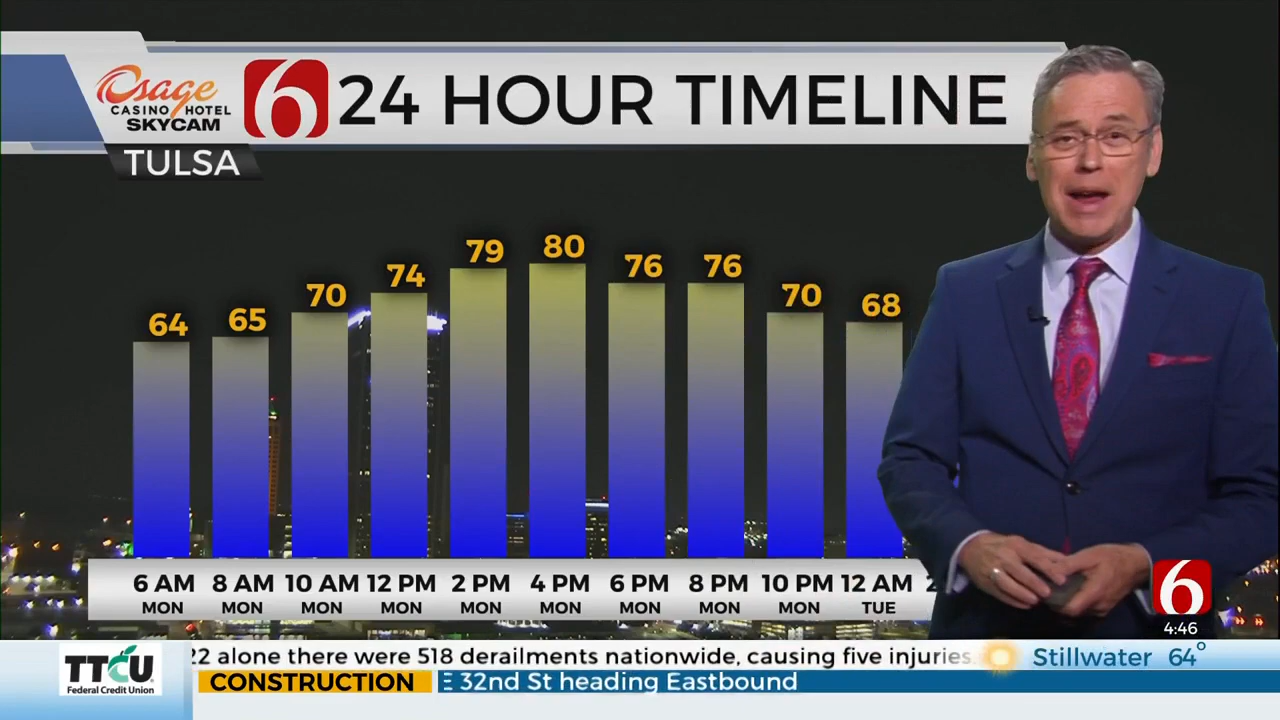 Osage
CASINO HOTEL
SKYCAM
6
24 HOUR TIMELINE
TULSA
64
65
70
74
79
80
76
76
70
68
6 AM
8 AM
10 AM
12 PM
2 PM
4 PM
6 PM
8 PM
10 PM
12 AM
2
MON
MON
MON
MON
MON
MON
MON
MON
MON
TUE
6
4:46
TTCU
Federal Credit Union
22 alone there were 518 derailments nationwide, causing five injuries.
Stillwater 64°
CONSTRUCTION
E 32nd St heading Eastbound